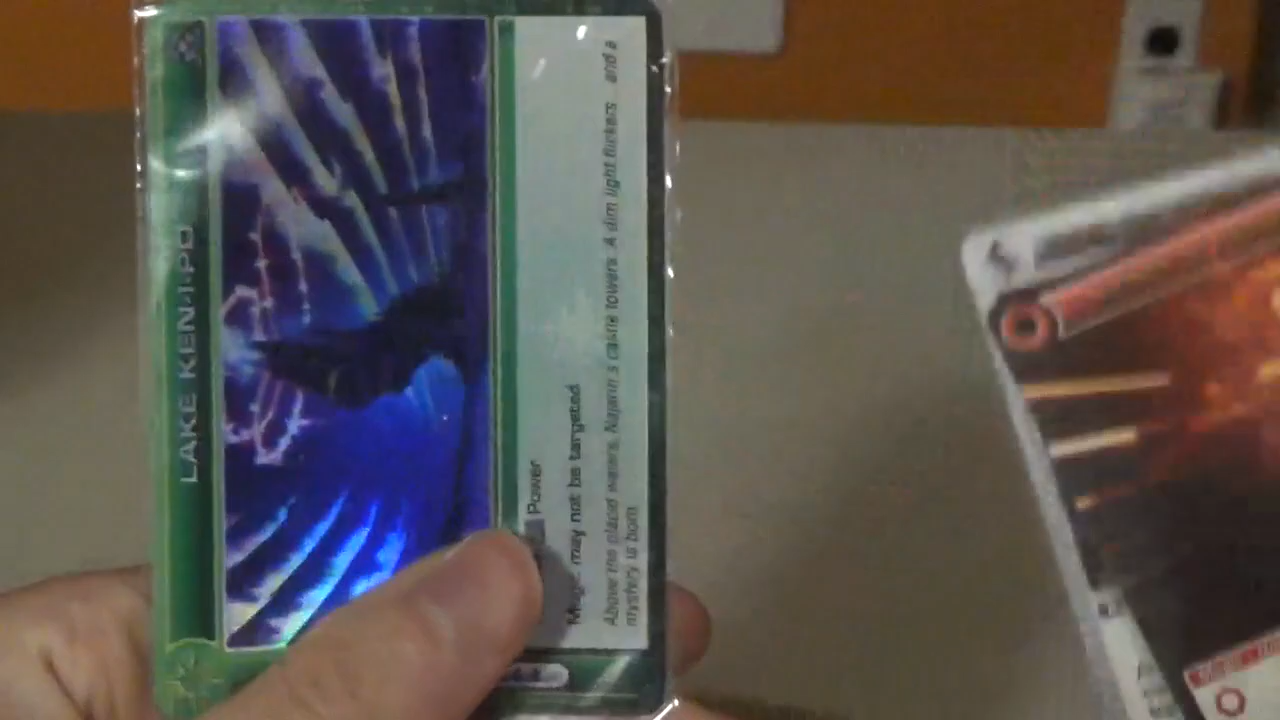 LAKE KEN-I-PO
Power
Magic may not be targeted
Above the placid waters, Najarin's castle towers. A dim light flickers and a
mystery is born